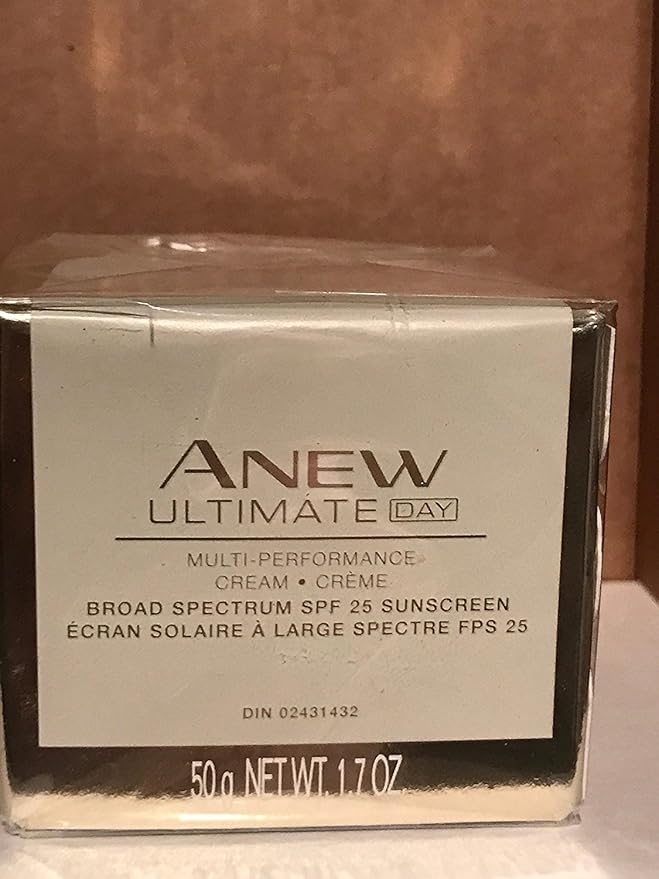 ANEW
ULTIMATE DAY
MULTI-PERFORMANCE
CREAM • CRÈME
BROAD SPECTRUM SPF 25 SUNSCREEN
ÉCRAN SOLAIRE À LARGE SPECTRE FPS 25
DIN 02431432
50 g NET WT. 1.7 OZ.